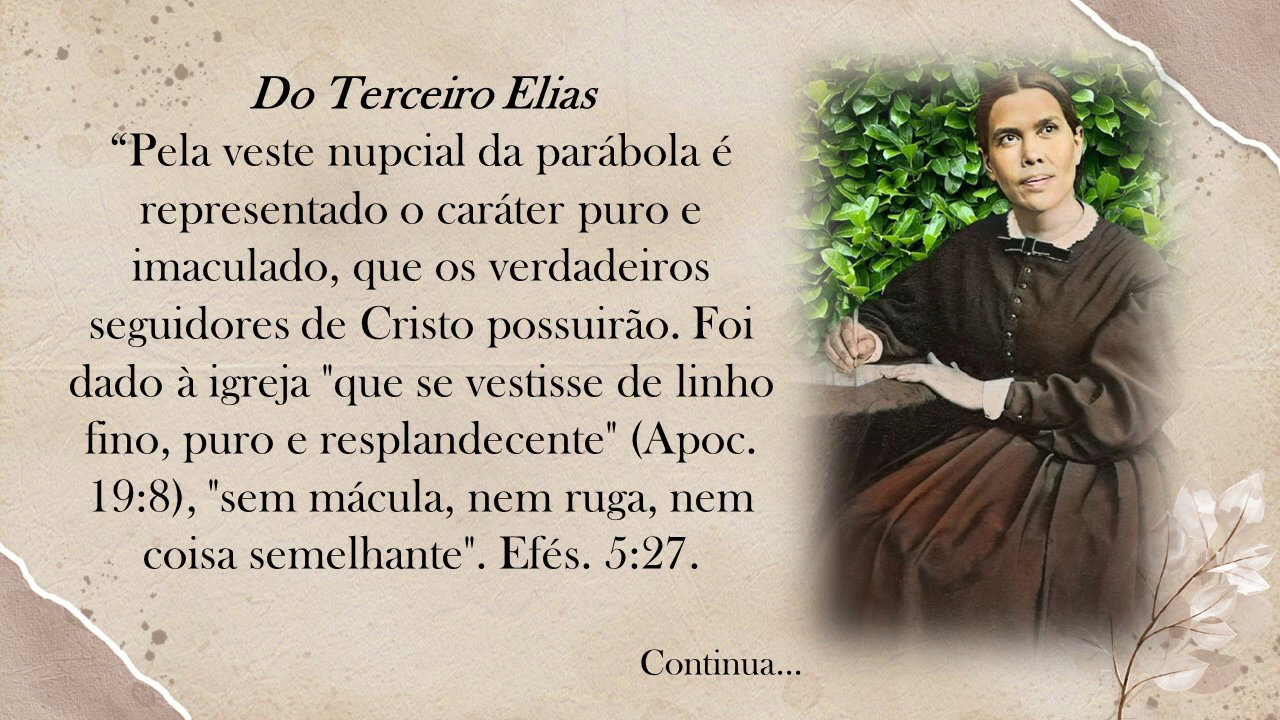 Do Terceiro Elias
“Pela veste nupcial da parábola é
representado o caráter puro e
imaculado, que os verdadeiros
seguidores de Cristo possuirão. Foi
dado à igreja "que se vestisse de linho
fino, puro e resplandecente" (Apoc.
19:8), "sem mácula, nem ruga, nem
coisa semelhante". Efés. 5:27.
Continua...